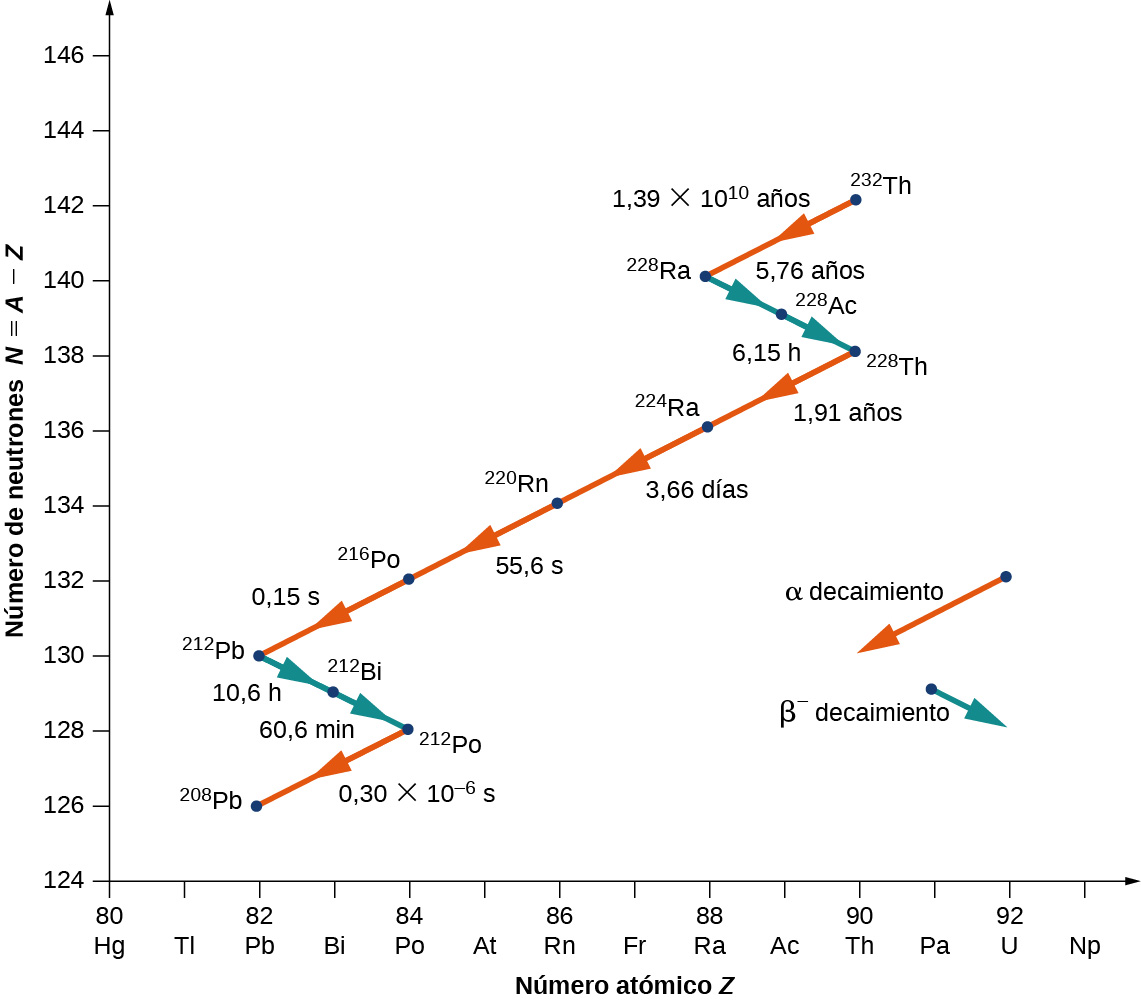 146
144
142
140
138
136
134
132
130
128
126
124
Número de neutrones N = A − Z
²³²Th
1,39 × 10¹⁰ años
²²⁸Ra
5,76 años
²²⁸Ac
6,15 h
²²⁸Th
1,91 años
²²⁴Ra
3,66 días
²²⁰Rn
55,6 s
²¹⁶Po
0,15 s
²¹²Pb
10,6 h
²¹²Bi
60,6 min
²¹²Po
0,30 × 10⁻⁶ s
²⁰⁸Pb
α decaimiento
β⁻ decaimiento
80 82 84 86 88 90 92
Hg Tl Pb Bi Po At Rn Fr Ra Ac Th Pa U Np
Número atómico Z